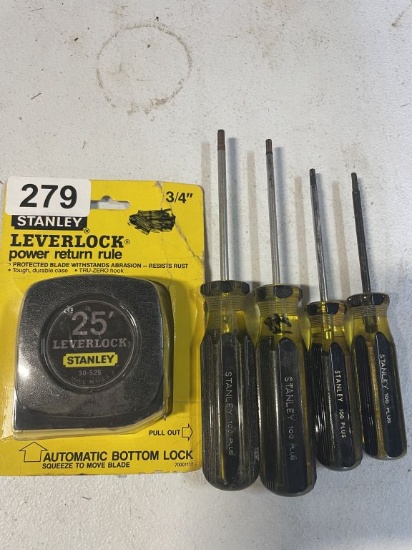 279
3/4"
STANLEY®
LEVERLOCK®
power return rule
• PROTECTED BLADE WITHSTANDS ABRASION – RESISTS RUST
• Tough, durable case • TRU-ZERO hook
25'
LEVERLOCK
STANLEY
30-525
PULL OUT
AUTOMATIC BOTTOM LOCK
SQUEEZE TO MOVE BLADE
STANLEY 100 PLUS
STANLEY 100 PLUS
STANLEY 100 PLUS
STANLEY 100 PLUS